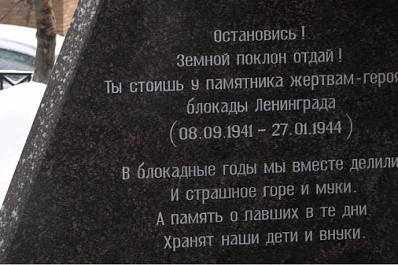 Остановись!
Земной поклон отдай!
Ты стоишь у памятника жертвам-геро
блокады Ленинграда
(08.09.1941 – 27.01.1944)
В блокадные годы мы вместе делили
И страшное горе и муки.
А память о павших в те дни
Хранят наши дети и внуки.